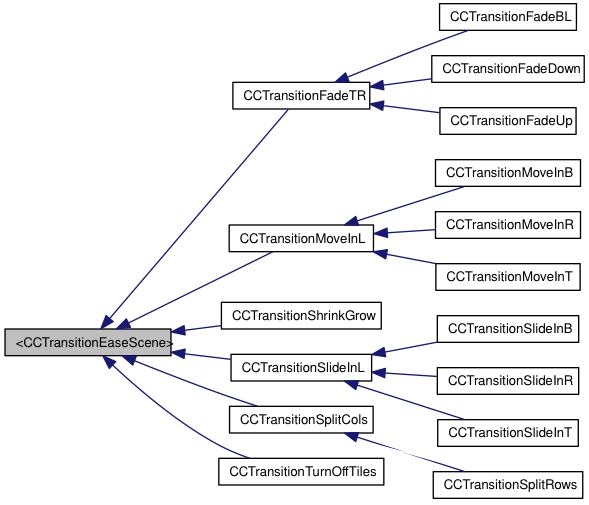 CCTransitionFadeBL
CCTransitionFadeDown
CCTransitionFadeTR
CCTransitionFadeUp
CCTransitionMoveInB
CCTransitionMoveInR
CCTransitionMoveInL
CCTransitionMoveInT
CCTransitionShrinkGrow
CCTransitionSlideInB
<CCTransitionEaseScene>
CCTransitionSlideInL
CCTransitionSlideInR
CCTransitionSplitCols
CCTransitionSlideInT
CCTransitionTurnOffTiles
CCTransitionSplitRows